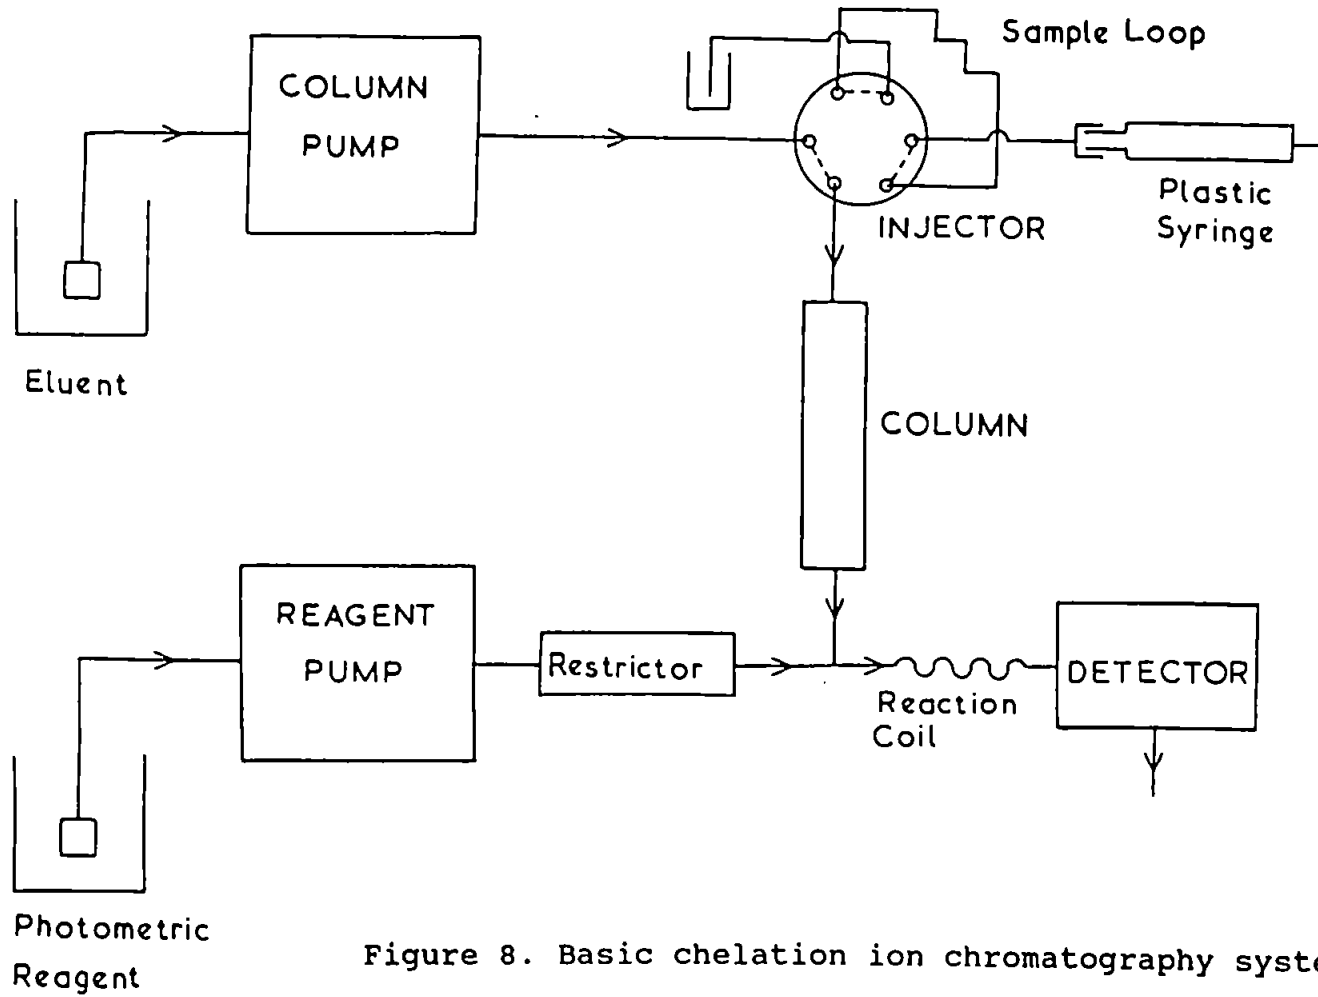 Sample Loop
COLUMN
PUMP
Plastic
Syringe
INJECTOR
Eluent
COLUMN
REAGENT
PUMP
Restrictor
DETECTOR
Reaction
Coil
Photometric
Reagent
Figure 8. Basic chelation ion chromatography syste